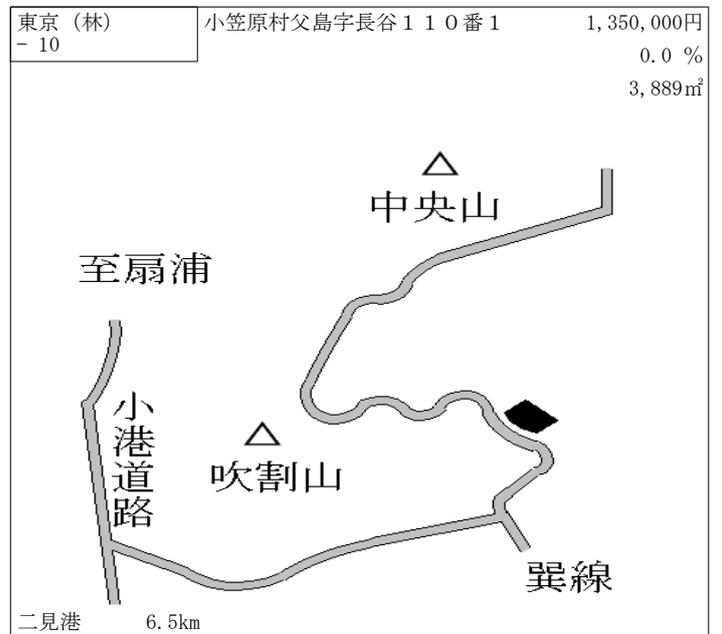 東京（林）
- 10
小笠原村父島字長谷１１０番１
1,350,000円
0.0 %
3,889㎡
中央山
至扇浦
小港道路
吹割山
巽線
二見港 6.5km